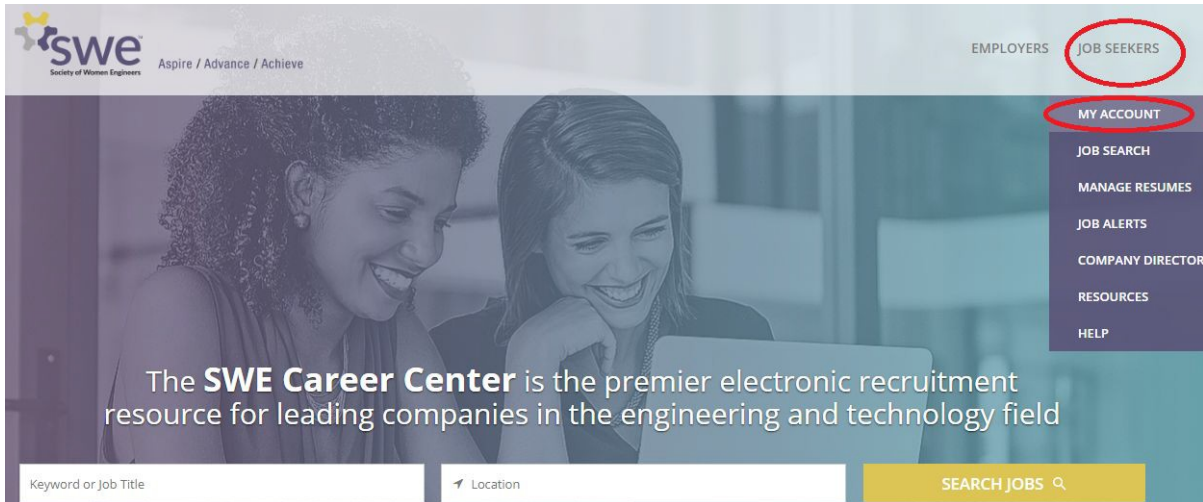 swe
Society of Women Engineers
Aspire / Advance / Achieve
EMPLOYERS
JOB SEEKERS
MY ACCOUNT
JOB SEARCH
MANAGE RESUMES
JOB ALERTS
COMPANY DIRECTOR
RESOURCES
HELP
The SWE Career Center is the premier electronic recruitment
resource for leading companies in the engineering and technology field
Keyword or Job Title
Location
SEARCH JOBS